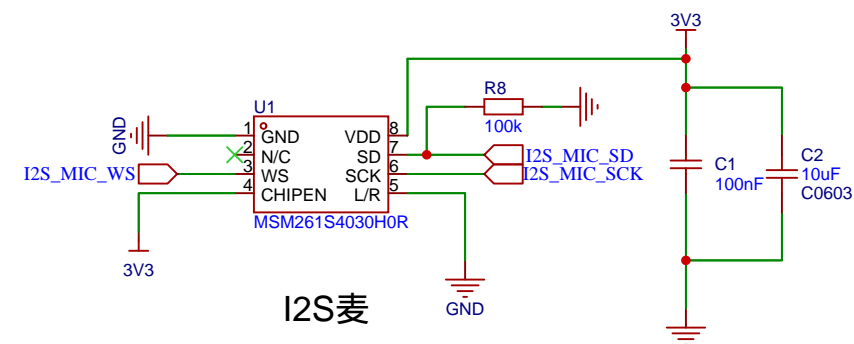 3V3
R8
100k
U1
GND
1
GND
VDD
8
2
N/C
SD
7
I2S_MIC_SD
I2S_MIC_WS
3
WS
SCK
6
I2S_MIC_SCK
4
CHIPEN
L/R
5
MSM261S4030H0R
C1
100nF
C2
10uF
C0603
3V3
GND
I2S麦